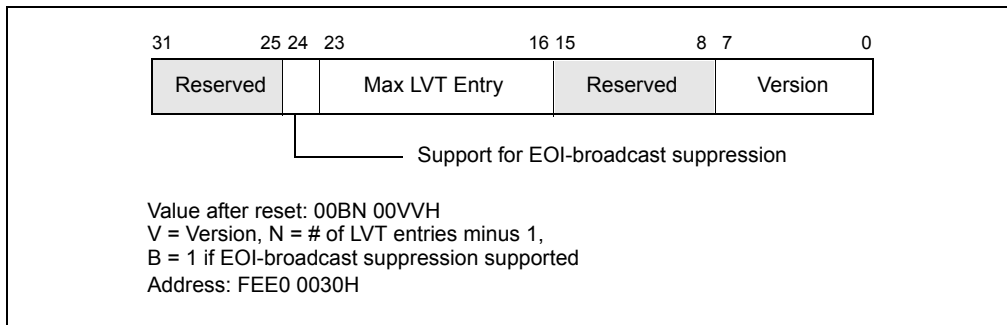 31 25 24 23 16 15 8 7 0
Reserved Max LVT Entry Reserved Version
Support for EOI-broadcast suppression
Value after reset: 00BN 00VVH
V = Version, N = # of LVT entries minus 1,
B = 1 if EOI-broadcast suppression supported
Address: FEE0 0030H